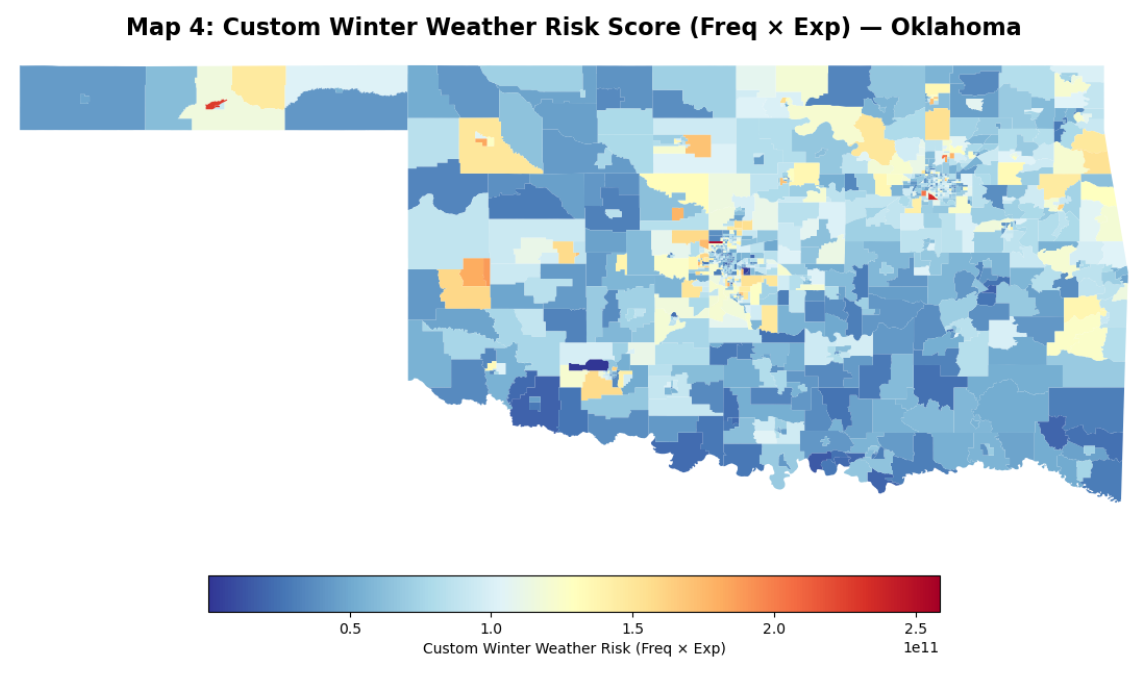 Map 4: Custom Winter Weather Risk Score (Freq × Exp) — Oklahoma
0.5 1.0 1.5 2.0 2.5
1e11
Custom Winter Weather Risk (Freq × Exp)